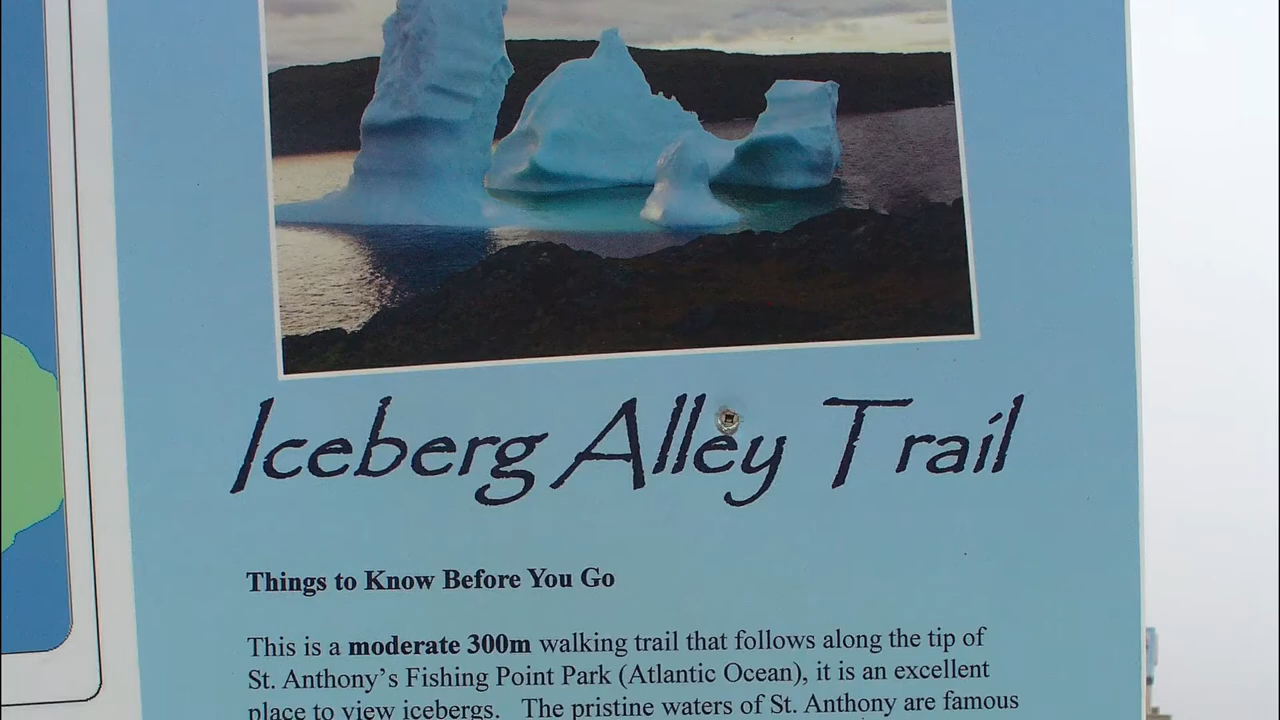 Iceberg Alley Trail
Things to Know Before You Go
This is a moderate 300m walking trail that follows along the tip of
St. Anthony’s Fishing Point Park (Atlantic Ocean), it is an excellent
place to view icebergs. The pristine waters of St. Anthony are famous